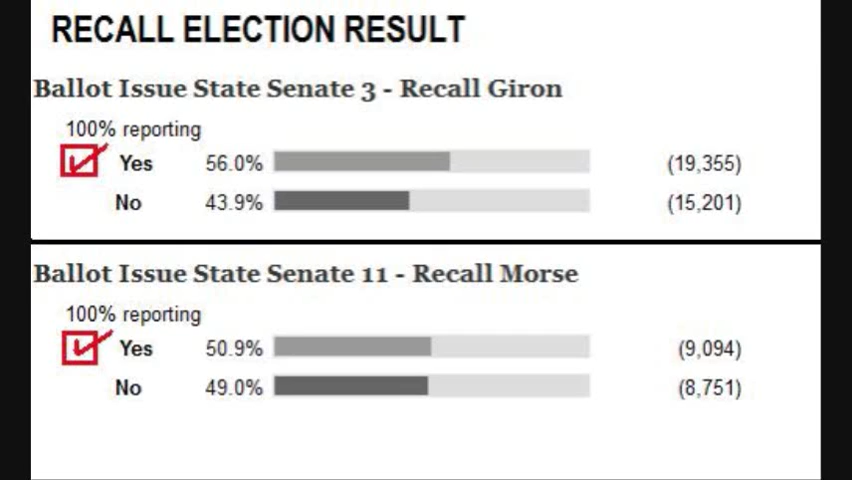 RECALL ELECTION RESULT
Ballot Issue State Senate 3 - Recall Giron
100% reporting
Yes 56.0% (19,355)
No 43.9% (15,201)
Ballot Issue State Senate 11 - Recall Morse
100% reporting
Yes 50.9% (9,094)
No 49.0% (8,751)